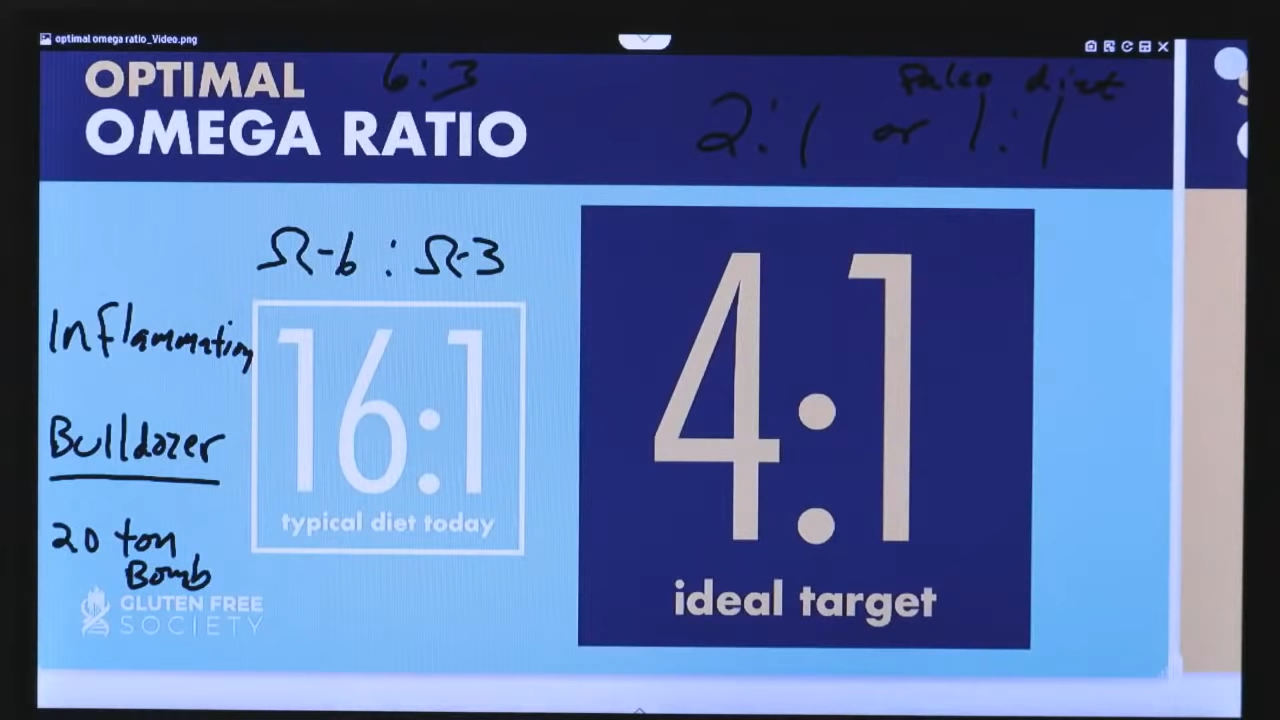 optimal omega ratio_Video.png
OPTIMAL
6:3
OMEGA RATIO
Paleo diet
2:1 or 1:1
Ω-6 : Ω-3
Inflammation
Bulldozer
20 ton
Bomb
16:1
typical diet today
4:1
ideal target
GLUTEN FREE
SOCIETY